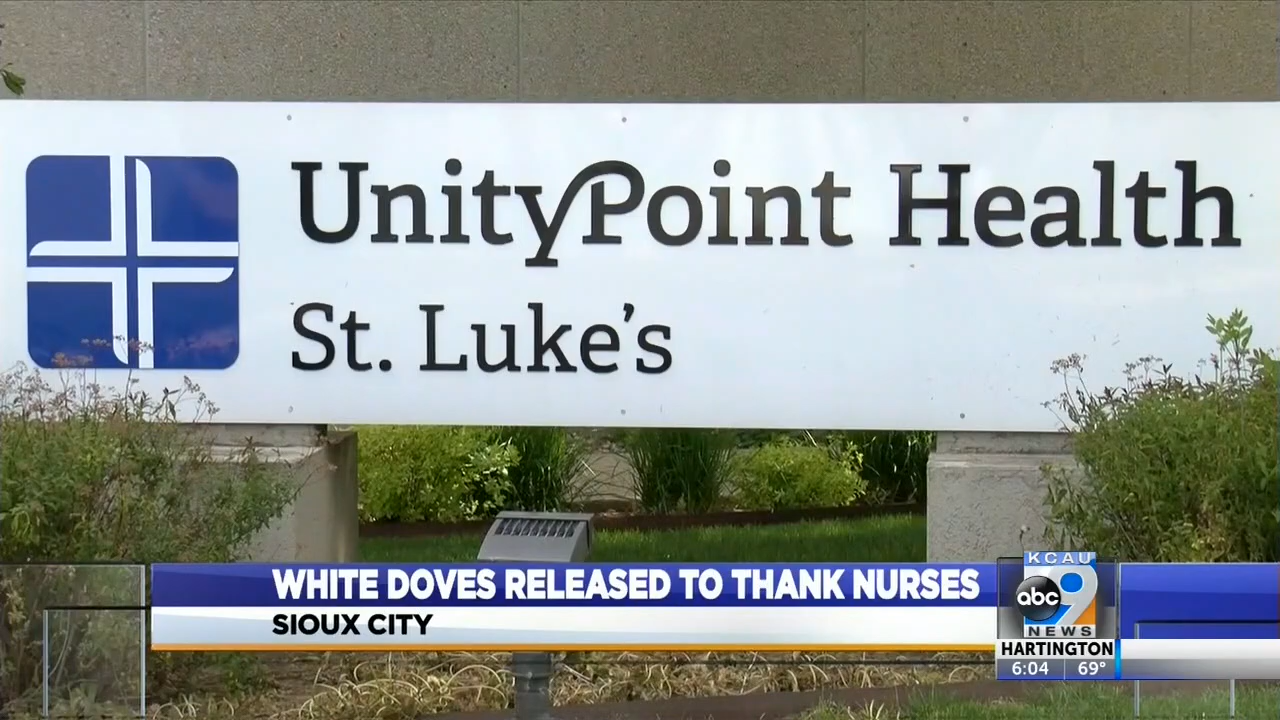 UnityPoint Health
St. Luke's
WHITE DOVES RELEASED TO THANK NURSES
SIOUX CITY
KCAU
abc 9
NEWS
HARTINGTON
6:04 69°